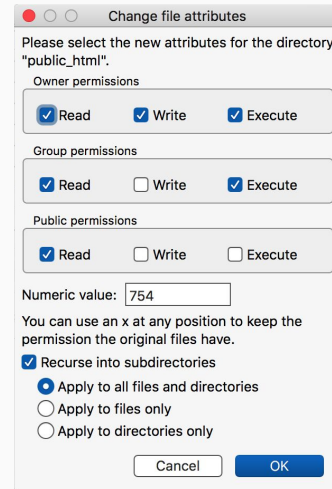 Change file attributes
Please select the new attributes for the directory
"public_html".
Owner permissions
Read Write Execute
Group permissions
Read Write Execute
Public permissions
Read Write Execute
Numeric value: 754
You can use an x at any position to keep the
permission the original files have.
Recurse into subdirectories
Apply to all files and directories
Apply to files only
Apply to directories only
Cancel OK